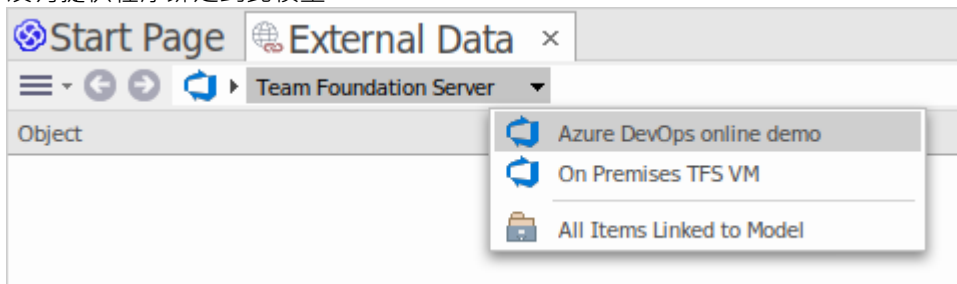 Start Page External Data ×
Team Foundation Server
Object
Azure DevOps online demo
On Premises TFS VM
All Items Linked to Model